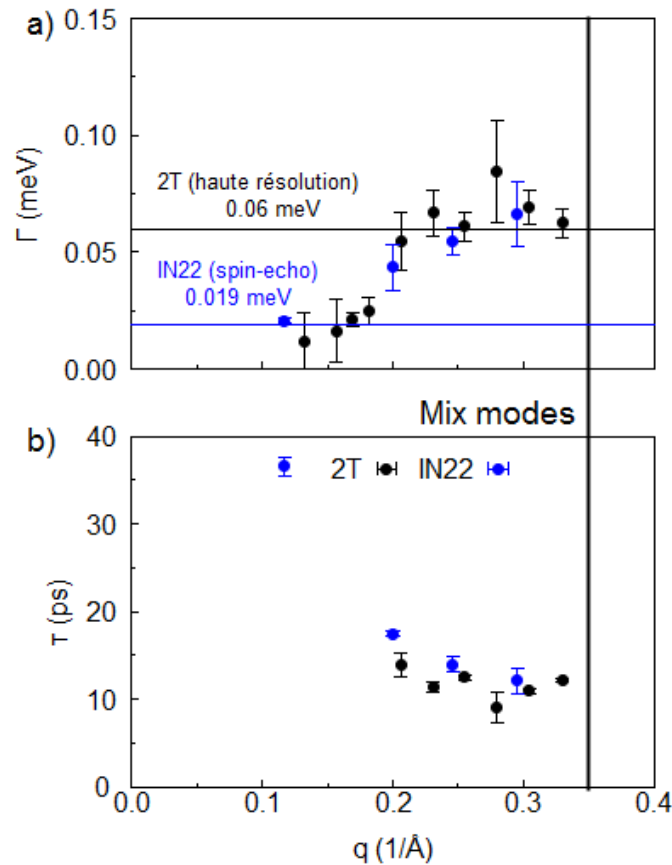 a)
0.15
0.10
0.05
0.00
Γ (meV)
2T (haute résolution)
0.06 meV
IN22 (spin-echo)
0.019 meV
Mix modes
b)
40
30
20
10
0
τ (ps)
2T IN22
0.0 0.1 0.2 0.3 0.4
q (1/Å)